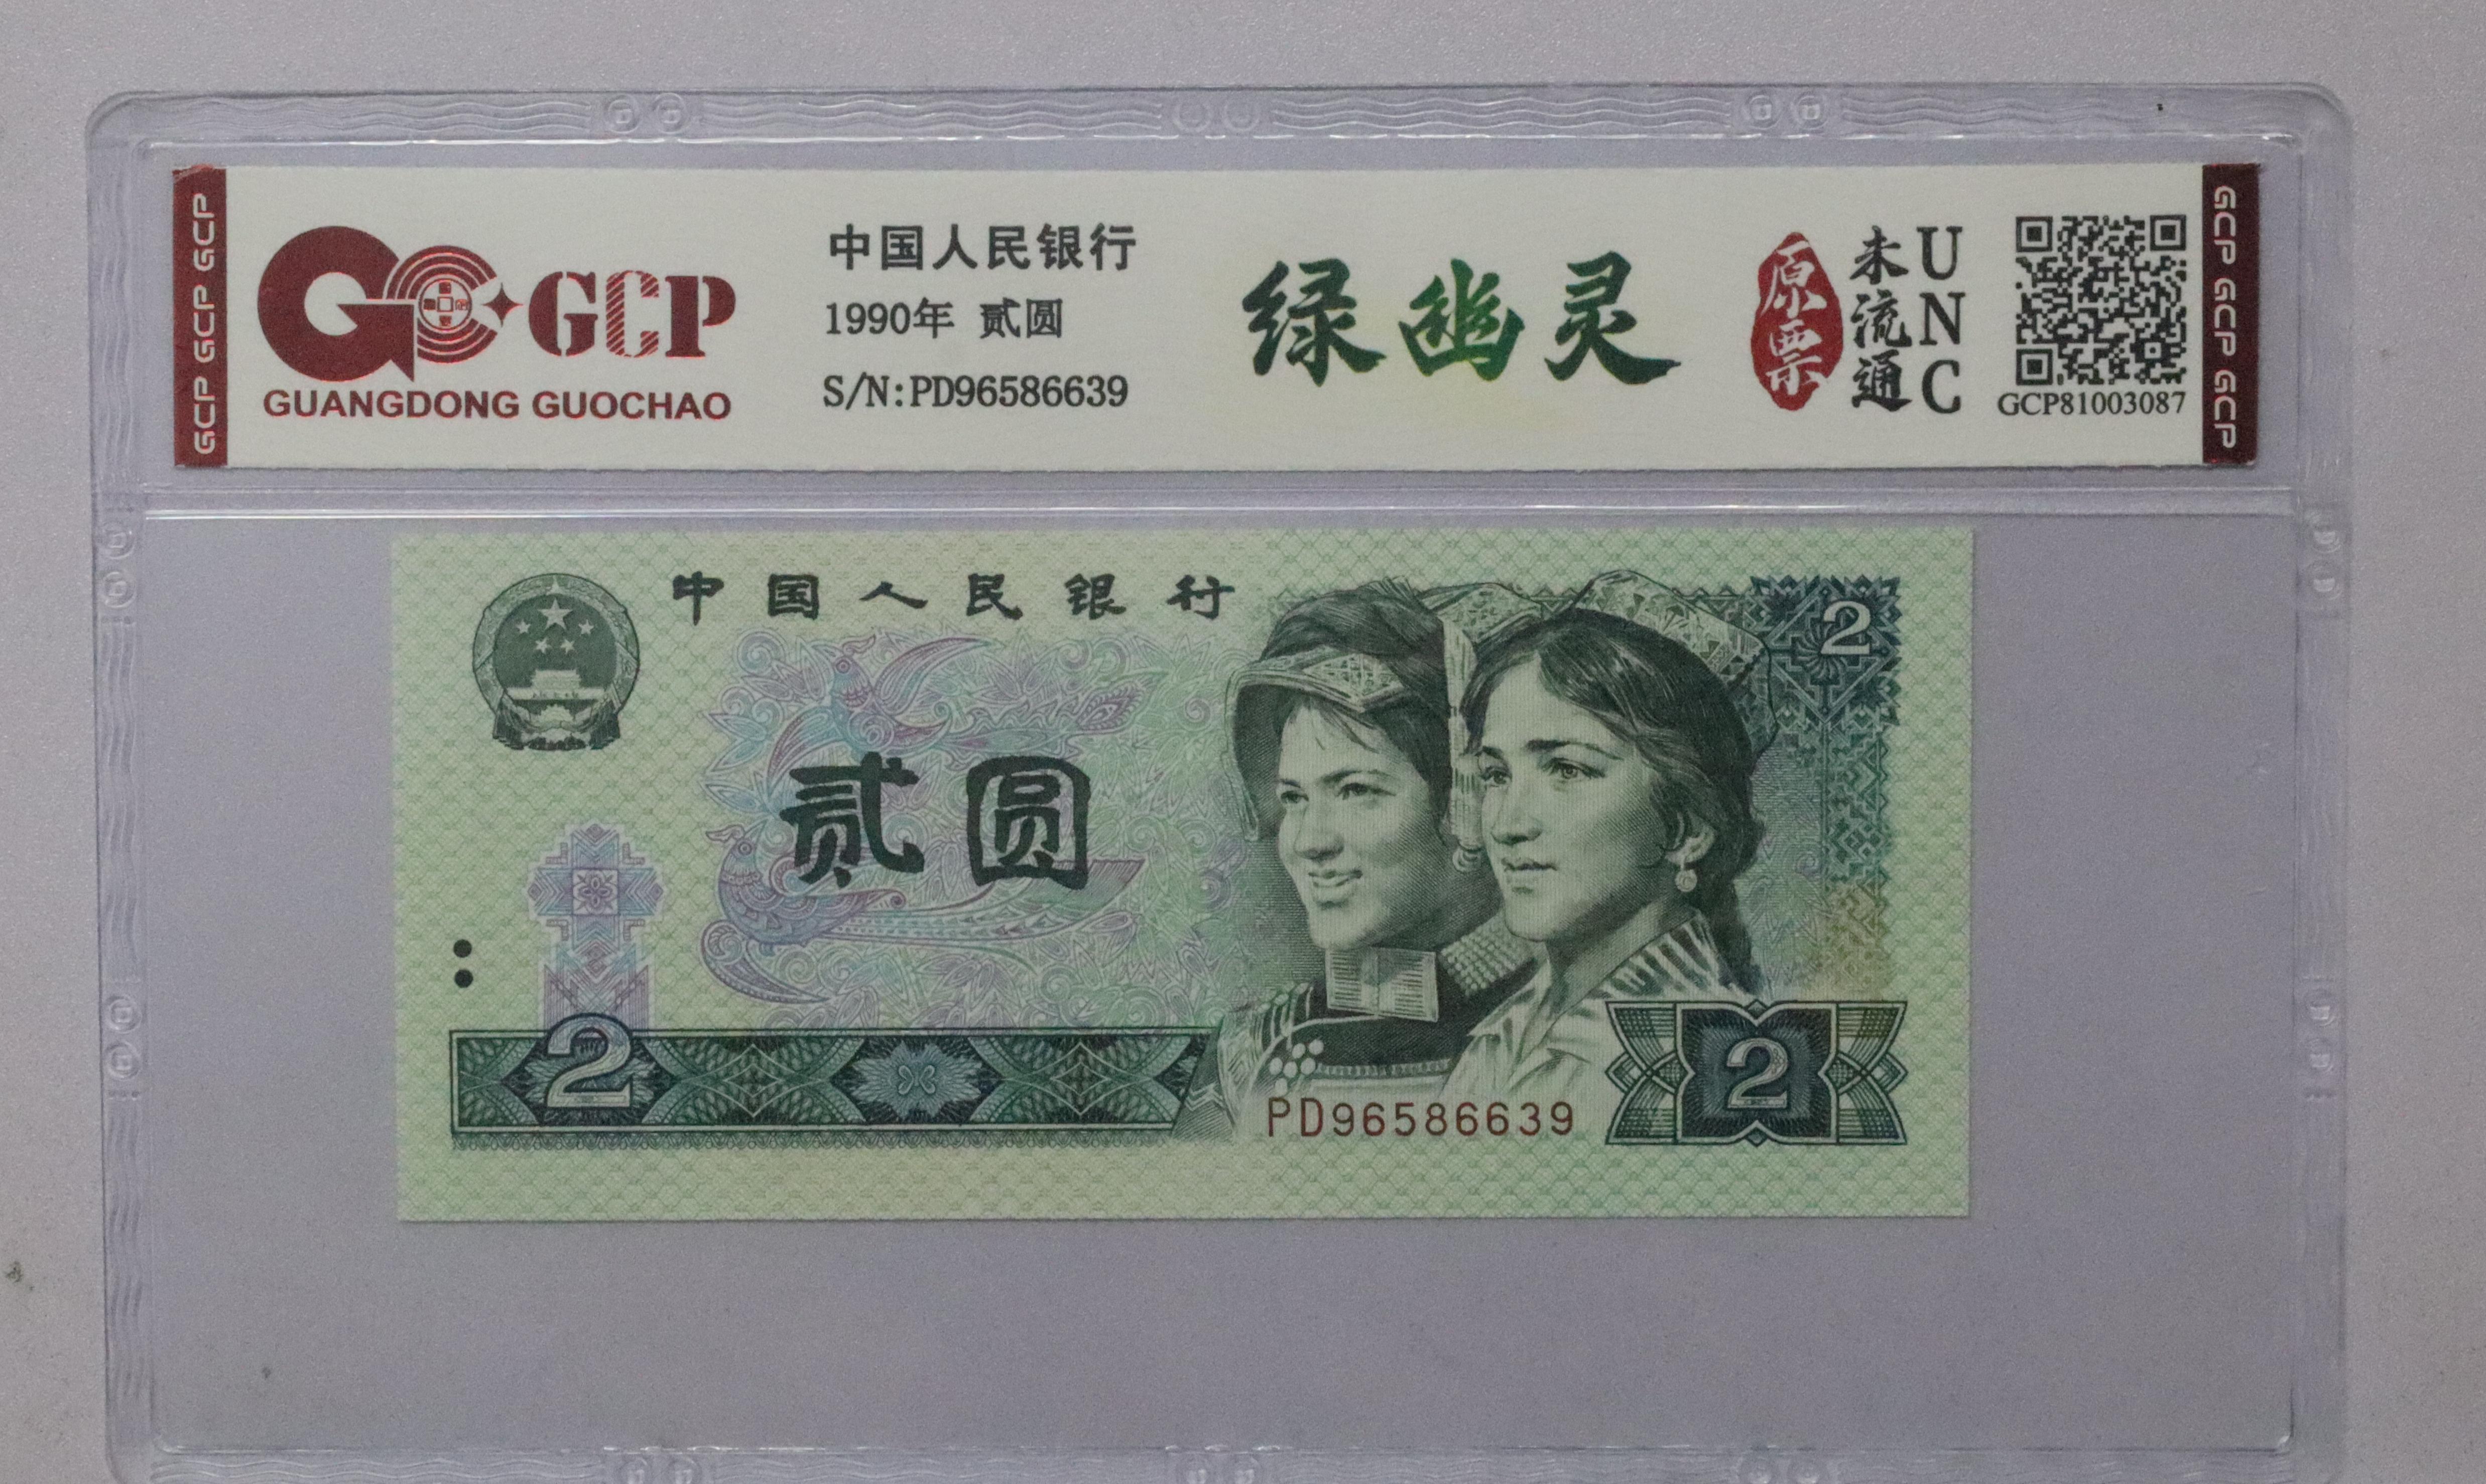 GCP GCP GCP
GCP
GUANGDONG GUOCHAO
中国人民银行
1990年 贰圆
S/N:PD96586639
绿幽灵
原票
未流通
UNC
GCP81003087
GCP GCP GCP
中国人民银行
2
贰圆
2
PD96586639
2